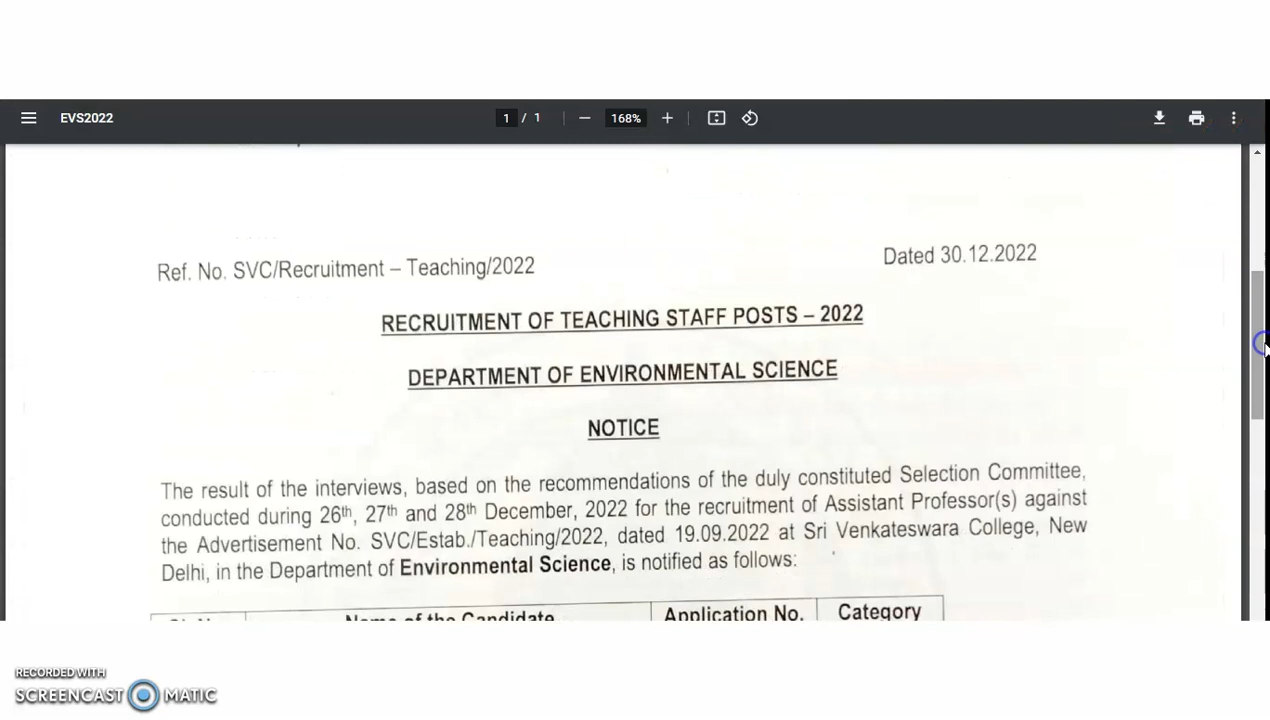 EVS2022 1 / 1 168%
Ref. No. SVC/Recruitment – Teaching/2022 Dated 30.12.2022
RECRUITMENT OF TEACHING STAFF POSTS – 2022
DEPARTMENT OF ENVIRONMENTAL SCIENCE
NOTICE
The result of the interviews, based on the recommendations of the duly constituted Selection Committee,
conducted during 26th, 27th and 28th December, 2022 for the recruitment of Assistant Professor(s) against
the Advertisement No. SVC/Estab./Teaching/2022, dated 19.09.2022 at Sri Venkateswara College, New
Delhi, in the Department of Environmental Science, is notified as follows:
Name of the Candidate Application No. Category
RECORDED WITH
SCREENCAST MATIC